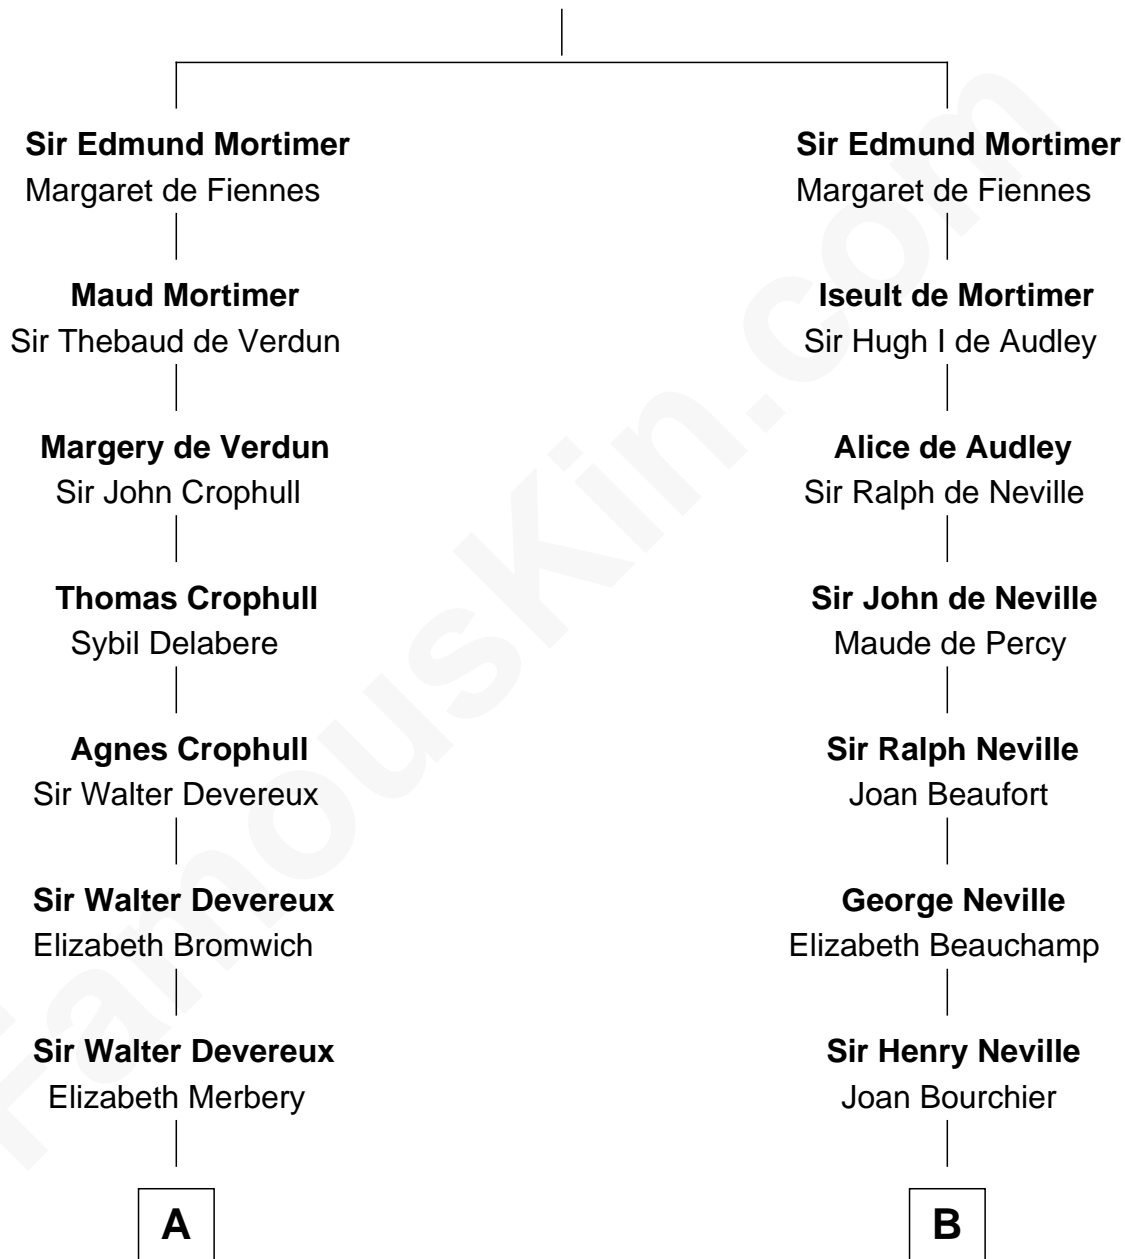 Sir Edmund Mortimer
Margaret de Fiennes
Maud Mortimer
Sir Thebaud de Verdun
Margery de Verdun
Sir John Crophull
Thomas Crophull
Sybil Delabere
Agnes Crophull
Sir Walter Devereux
Sir Walter Devereux
Elizabeth Bromwich
Sir Walter Devereux
Elizabeth Merbery
A
Sir Edmund Mortimer
Margaret de Fiennes
Iseult de Mortimer
Sir Hugh I de Audley
Alice de Audley
Sir Ralph de Neville
Sir John de Neville
Maude de Percy
Sir Ralph Neville
Joan Beaufort
George Neville
Elizabeth Beauchamp
Sir Henry Neville
Joan Bourchier
B
FamousKin.com